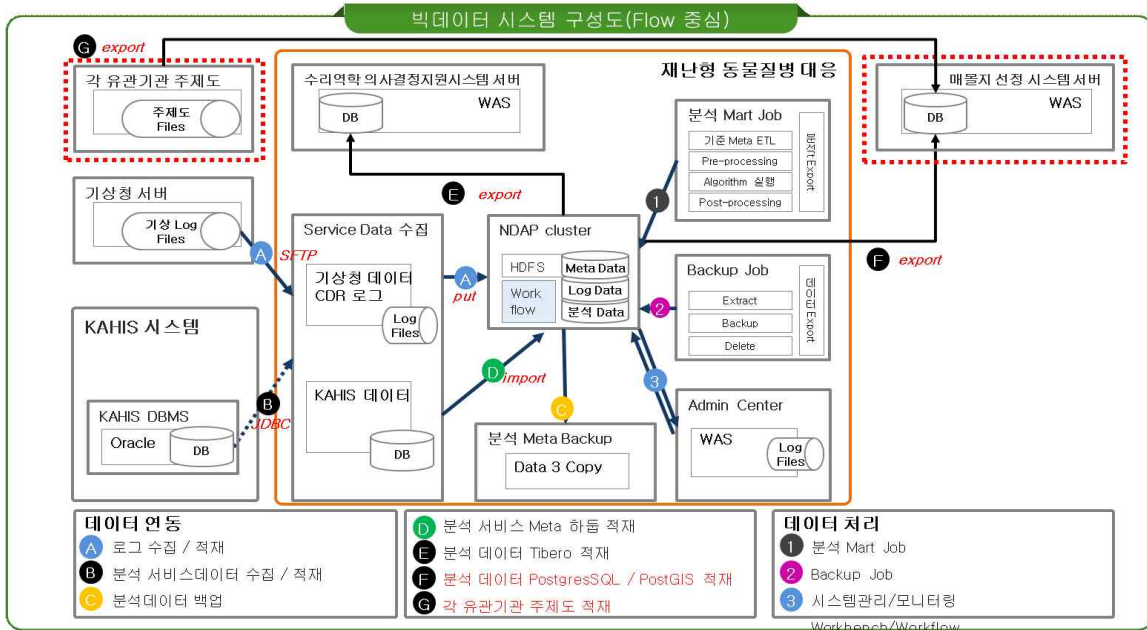 빅데이터 시스템 구성도(Flow 중심)
G export
각 유관기관 주제도
주제도
Files
수리역학 의사결정지원시스템 서버
WAS
DB
재난형 동물질병 대응
매몰지 선정 시스템 서버
WAS
DB
분석 Mart Job
기준 Meta ETL
Pre-processing
Algorithm 실행
Post-processing
기상청 서버
기상 Log
Files
A SFTP
E export
1
F export
Service Data 수집
기상청 데이터
CDR 로그
Log
Files
A
put
NDAP cluster
HDFS
Work
flow
Meta Data
Log Data
분석 Data
Backup Job
Extract
Backup
Delete
데이터 Export
2
KAHIS 시스템
KAHIS DBMS
Oracle
DB
B
JDBC
KAHIS 데이터
DB
D import
C
3
분석 Meta Backup
Data 3 Copy
Admin Center
WAS
Log
Files
데이터 연동
A 로그 수집 / 적재
B 분석 서비스데이터 수집 / 적재
C 분석데이터 백업
D 분석 서비스 Meta 하둡 적재
E 분석 데이터 Tibero 적재
F 분석 데이터 PostgresSQL / PostGIS 적재
G 각 유관기관 주제도 적재
데이터 처리
1 분석 Mart Job
2 Backup Job
3 시스템관리/모니터링
Workbench/Workflow